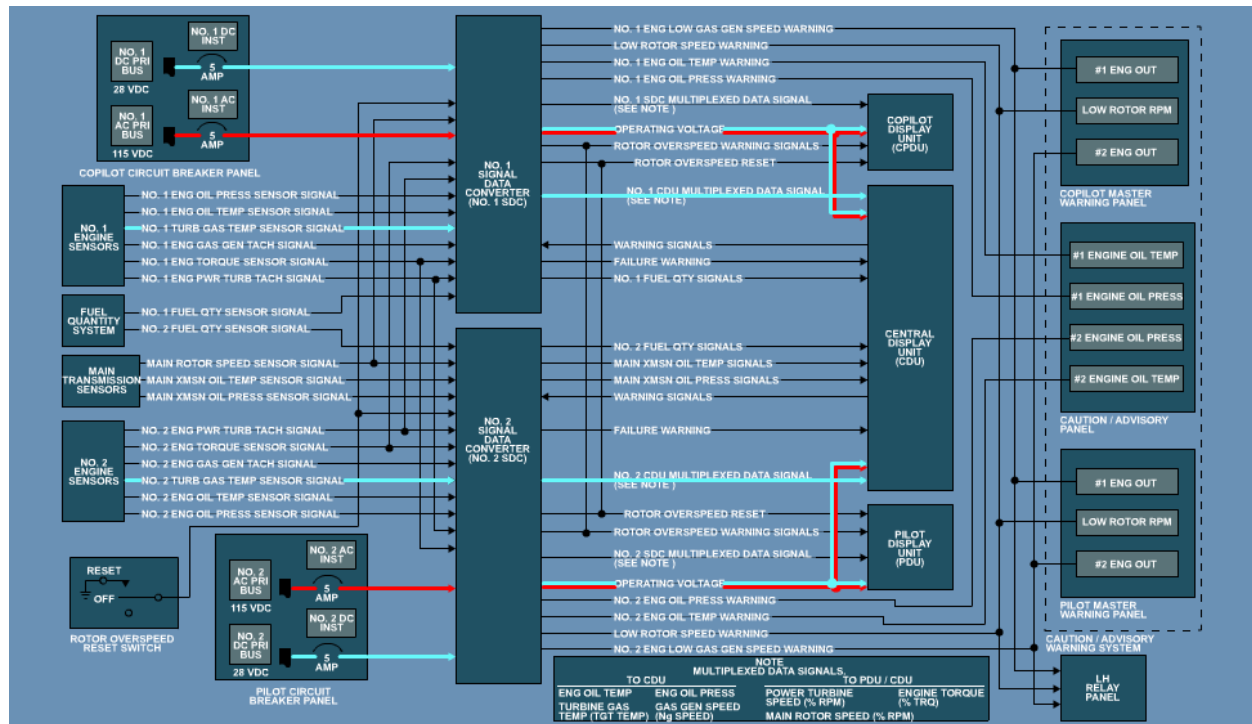 NO. 1 DC
INST
NO. 1
DC PRI
BUS
5
AMP
28 VDC
NO. 1 AC
INST
NO. 1
AC PRI
BUS
5
AMP
115 VDC
COPILOT CIRCUIT BREAKER PANEL
NO. 1
ENGINE
SENSORS
NO. 1 ENG OIL PRESS SENSOR SIGNAL
NO. 1 ENG OIL TEMP SENSOR SIGNAL
NO. 1 TURB GAS TEMP SENSOR SIGNAL
NO. 1 ENG GAS GEN TACH SIGNAL
NO. 1 ENG TORQUE SENSOR SIGNAL
NO. 1 ENG PWR TURB TACH SIGNAL
FUEL
QUANTITY
SYSTEM
NO. 1 FUEL QTY SENSOR SIGNAL
NO. 2 FUEL QTY SENSOR SIGNAL
MAIN
TRANSMISSION
SENSORS
MAIN ROTOR SPEED SENSOR SIGNAL
MAIN XMSN OIL TEMP SENSOR SIGNAL
MAIN XMSN OIL PRESS SENSOR SIGNAL
NO. 2
ENGINE
SENSORS
NO. 2 ENG PWR TURB TACH SIGNAL
NO. 2 ENG TORQUE SENSOR SIGNAL
NO. 2 ENG GAS GEN TACH SIGNAL
NO. 2 TURB GAS TEMP SENSOR SIGNAL
NO. 2 ENG OIL TEMP SENSOR SIGNAL
NO. 2 ENG OIL PRESS SENSOR SIGNAL
RESET
OFF
ROTOR OVERSPEED
RESET SWITCH
NO. 2 AC
INST
NO. 2
AC PRI
BUS
5
AMP
115 VDC
NO. 2 DC
INST
NO. 2
DC PRI
BUS
5
AMP
28 VDC
PILOT CIRCUIT
BREAKER PANEL
NO. 1
SIGNAL
DATA
CONVERTER
(NO. 1 SDC)
NO. 2
SIGNAL
DATA
CONVERTER
(NO. 2 SDC)
NO. 1 ENG LOW GAS GEN SPEED WARNING
LOW ROTOR SPEED WARNING
NO. 1 ENG OIL TEMP WARNING
NO. 1 ENG OIL PRESS WARNING
NO. 1 SDC MULTIPLEXED DATA SIGNAL
(SEE NOTE )
OPERATING VOLTAGE
ROTOR OVERSPEED WARNING SIGNALS
ROTOR OVERSPEED RESET
NO. 1 CDU MULTIPLEXED DATA SIGNAL
(SEE NOTE)
WARNING SIGNALS
FAILURE WARNING
NO. 1 FUEL QTY SIGNALS
NO. 2 FUEL QTY SIGNALS
MAIN XMSN OIL TEMP SIGNALS
MAIN XMSN OIL PRESS SIGNALS
WARNING SIGNALS
FAILURE WARNING
NO. 2 CDU MULTIPLEXED DATA SIGNAL
(SEE NOTE )
ROTOR OVERSPEED RESET
ROTOR OVERSPEED WARNING SIGNALS
NO. 2 SDC MULTIPLEXED DATA SIGNAL
(SEE NOTE )
OPERATING VOLTAGE
NO. 2 ENG OIL PRESS WARNING
NO. 2 ENG OIL TEMP WARNING
LOW ROTOR SPEED WARNING
NO. 2 ENG LOW GAS GEN SPEED WARNING
COPILOT
DISPLAY
UNIT
(CPDU)
CENTRAL
DISPLAY
UNIT
(CDU)
PILOT
DISPLAY
UNIT
(PDU)
#1 ENG OUT
LOW ROTOR RPM
#2 ENG OUT
COPILOT MASTER
WARNING PANEL
#1 ENGINE OIL TEMP
#1 ENGINE OIL PRESS
#2 ENGINE OIL PRESS
#2 ENGINE OIL TEMP
CAUTION / ADVISORY
PANEL
#1 ENG OUT
LOW ROTOR RPM
#2 ENG OUT
PILOT MASTER
WARNING PANEL
CAUTION / ADVISORY
WARNING SYSTEM
LH
RELAY
PANEL
NOTE
MULTIPLEXED DATA SIGNALS.
TO CDU
TO PDU / CDU
ENG OIL TEMP
ENG OIL PRESS
TURBINE GAS
TEMP (TGT TEMP)
GAS GEN SPEED
(Ng SPEED)
POWER TURBINE
SPEED (% RPM)
ENGINE TORQUE
(% TRQ)
MAIN ROTOR SPEED (% RPM)